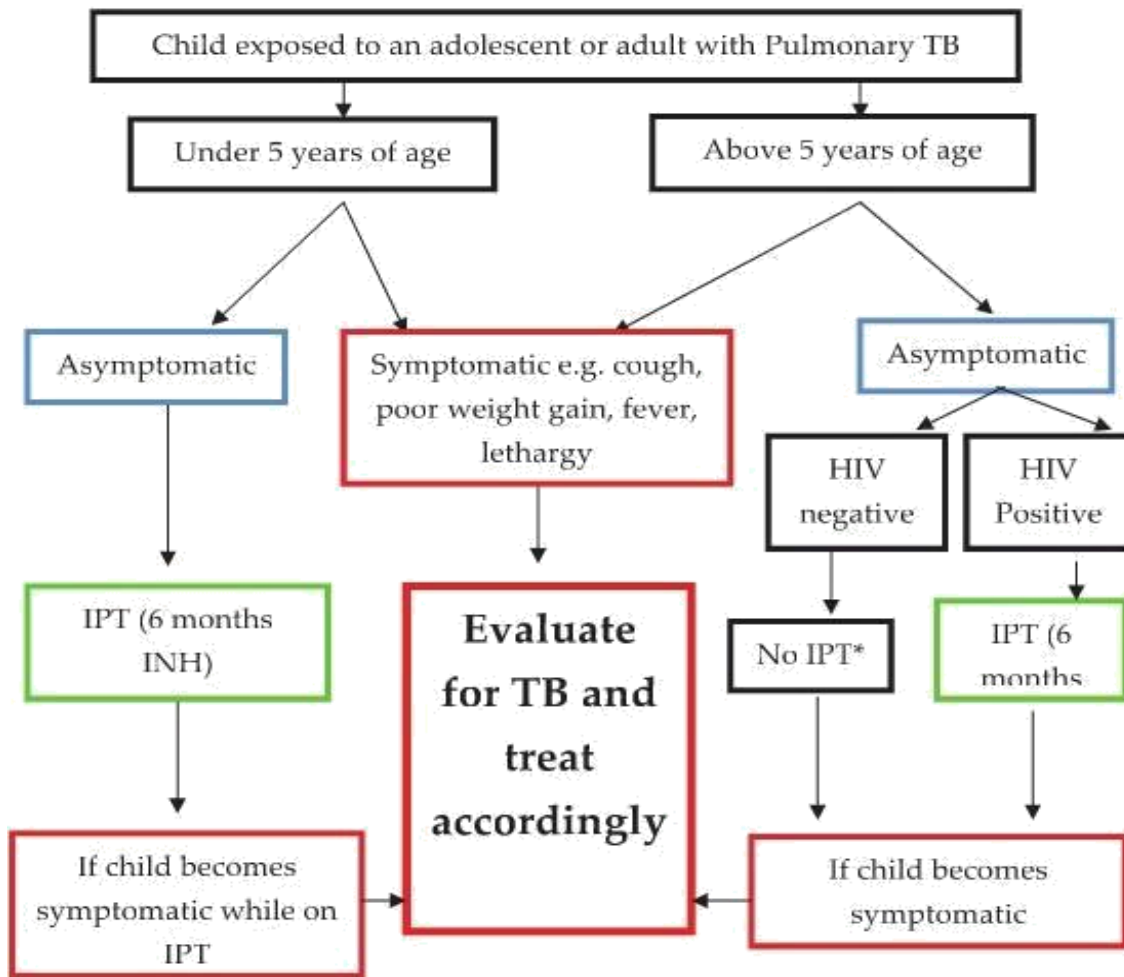 Child exposed to an adolescent or adult with Pulmonary TB
Under 5 years of age
Above 5 years of age
Asymptomatic
Symptomatic e.g. cough,
poor weight gain, fever,
lethargy
Asymptomatic
HIV
negative
HIV
Positive
IPT (6 months
INH)
Evaluate
for TB and
treat
accordingly
No IPT*
IPT (6
months
If child becomes
symptomatic while on
IPT
If child becomes
symptomatic